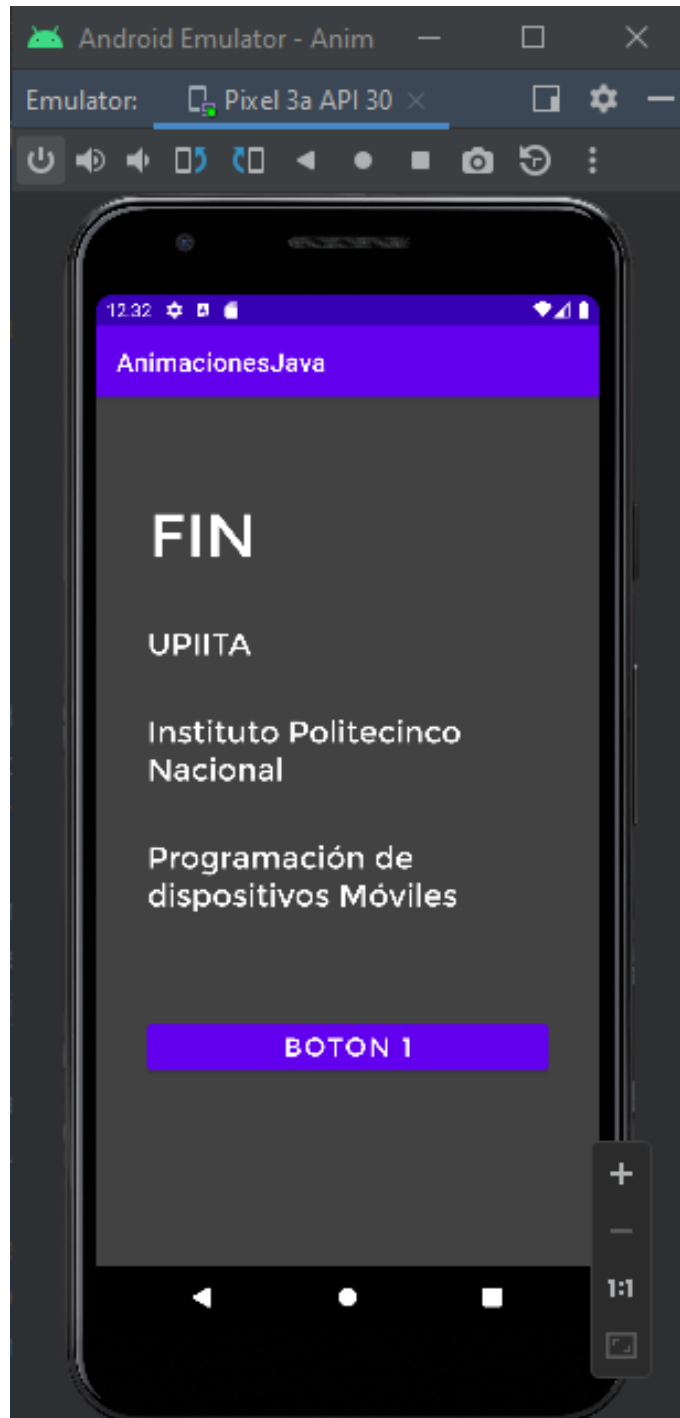 Android Emulator - Anim
Emulator: Pixel 3a API 30
12:32
AnimacionesJava
FIN
UPIITA
Instituto Politecinco
Nacional
Programación de
dispositivos Móviles
BOTON 1
1:1